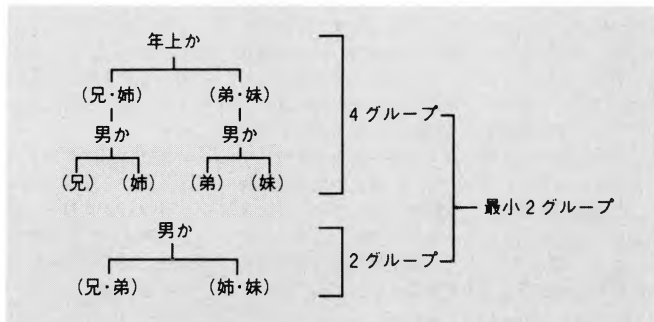 年上か
(兄・姉) (弟・妹)
4グループ
男か 男か
(兄) (姉) (弟) (妹)
最小2グループ
男か
2グループ
(兄・弟) (姉・妹)